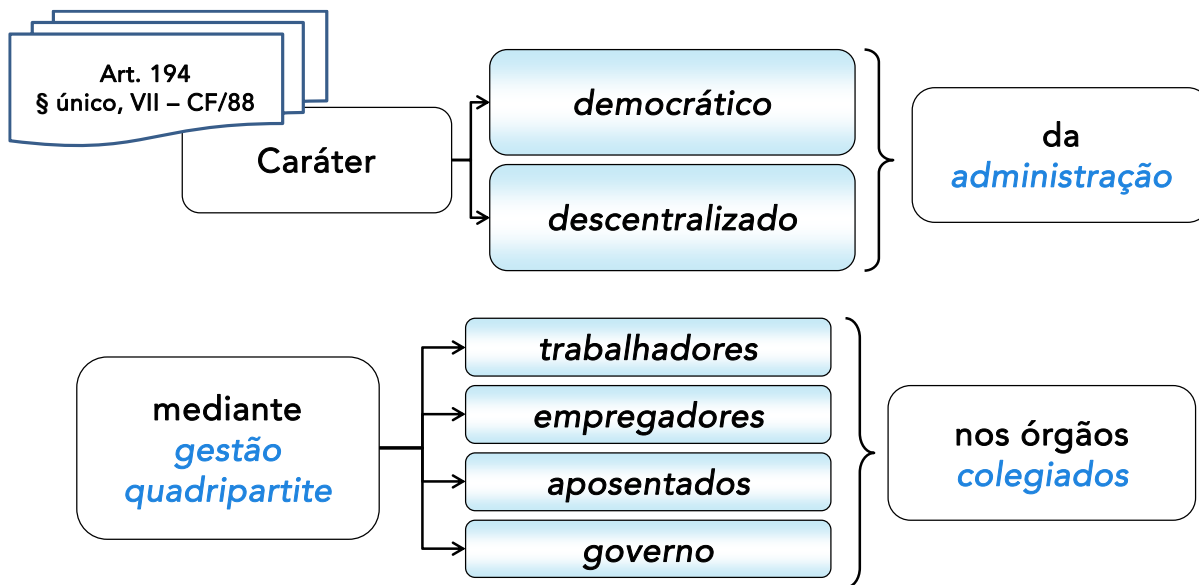 Art. 194
§ único, VII – CF/88
Caráter
democrático
descentralizado
da
administração
mediante
gestão
quadripartite
trabalhadores
empregadores
aposentados
governo
nos órgãos
colegiados